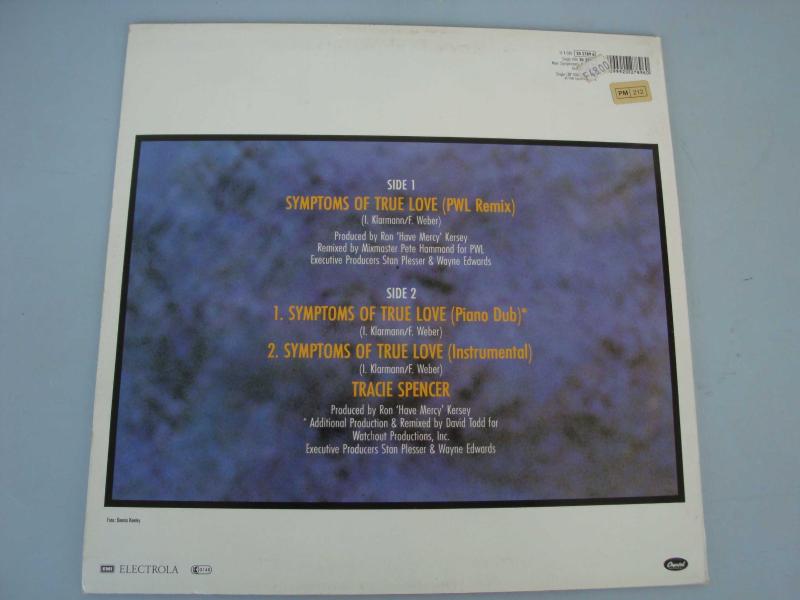 SIDE 1
SYMPTOMS OF TRUE LOVE (PWL Remix)
(I. Klarmann/F. Weber)
Produced by Ron 'Have Mercy' Kersey
Remixed by Mixmaster Pete Hammond for PWL
Executive Producers Stan Plesser & Wayne Edwards
SIDE 2
1. SYMPTOMS OF TRUE LOVE (Piano Dub)*
(I. Klarmann/F. Weber)
2. SYMPTOMS OF TRUE LOVE (Instrumental)
(I. Klarmann/F. Weber)
TRACIE SPENCER
Produced by Ron 'Have Mercy' Kersey
* Additional Production & Remixed by David Todd for
Watchout Productions, Inc.
Executive Producers Stan Plesser & Wayne Edwards
PM 212
Foto:
EMI ELECTROLA
Capitol